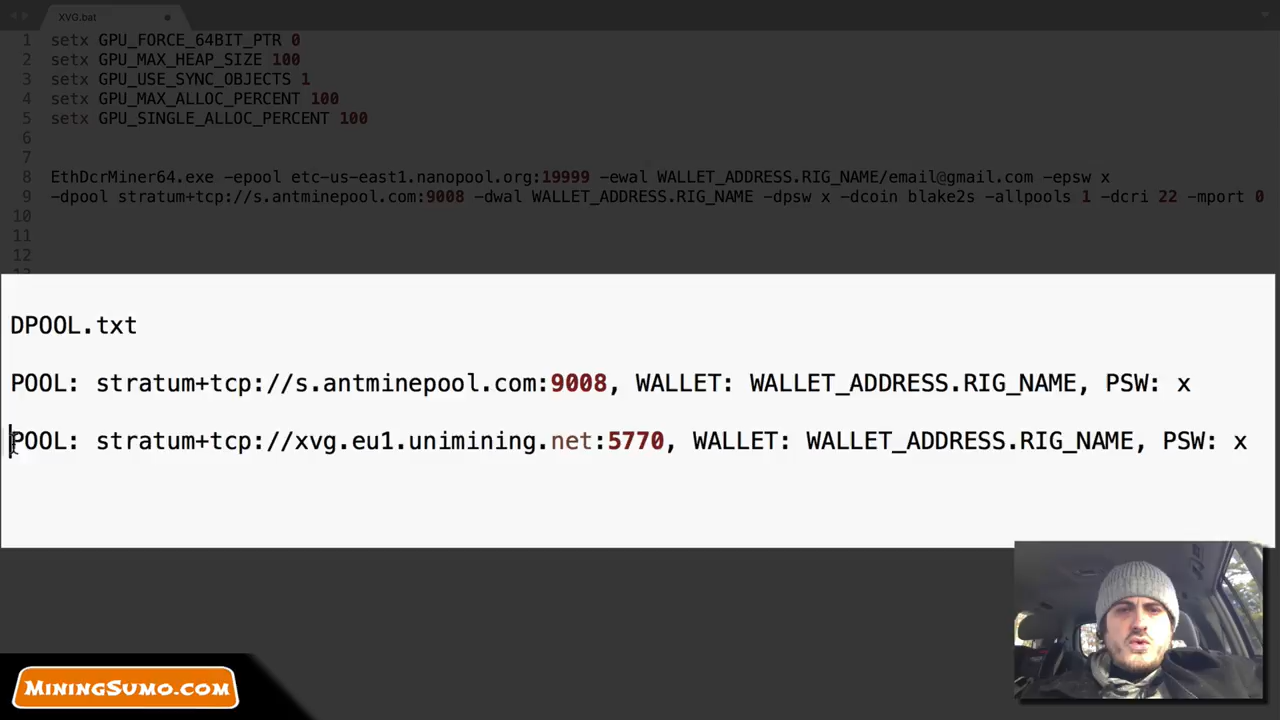 XVG.bat
1 setx GPU_FORCE_64BIT_PTR 0
2 setx GPU_MAX_HEAP_SIZE 100
3 setx GPU_USE_SYNC_OBJECTS 1
4 setx GPU_MAX_ALLOC_PERCENT 100
5 setx GPU_SINGLE_ALLOC_PERCENT 100
6
7
8 EthDcrMiner64.exe -epool etc-us-east1.nanopool.org:19999 -ewal WALLET_ADDRESS.RIG_NAME/email@gmail.com -epsw x
9 -dpool stratum+tcp://s.antminepool.com:9008 -dwal WALLET_ADDRESS.RIG_NAME -dpsw x -dcoin blake2s -allpools 1 -dcri 22 -mport 0
10
11
12
DPOOL.txt
POOL: stratum+tcp://s.antminepool.com:9008, WALLET: WALLET_ADDRESS.RIG_NAME, PSW: x
POOL: stratum+tcp://xvg.eu1.unimining.net:5770, WALLET: WALLET_ADDRESS.RIG_NAME, PSW: x
MiningSumo.com